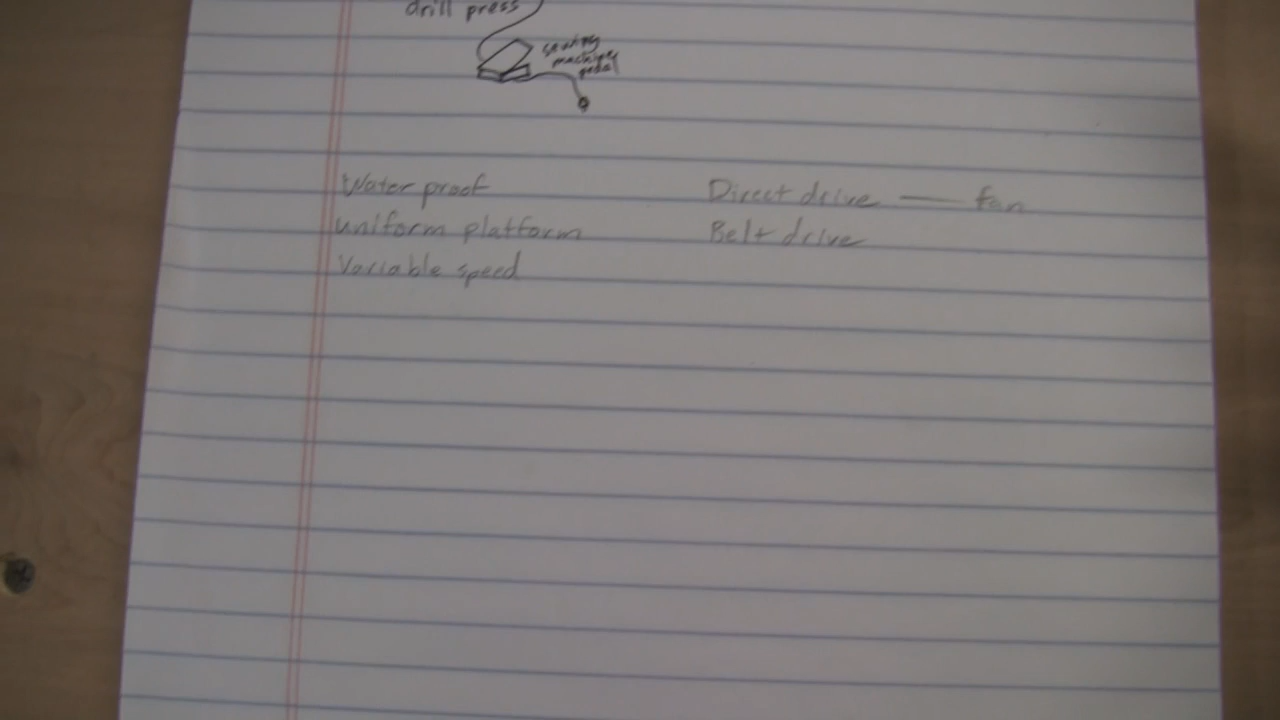 drill press
sewing
machine
pedal
Water proof
uniform platform
Variable speed
Direct drive — fan
Belt drive